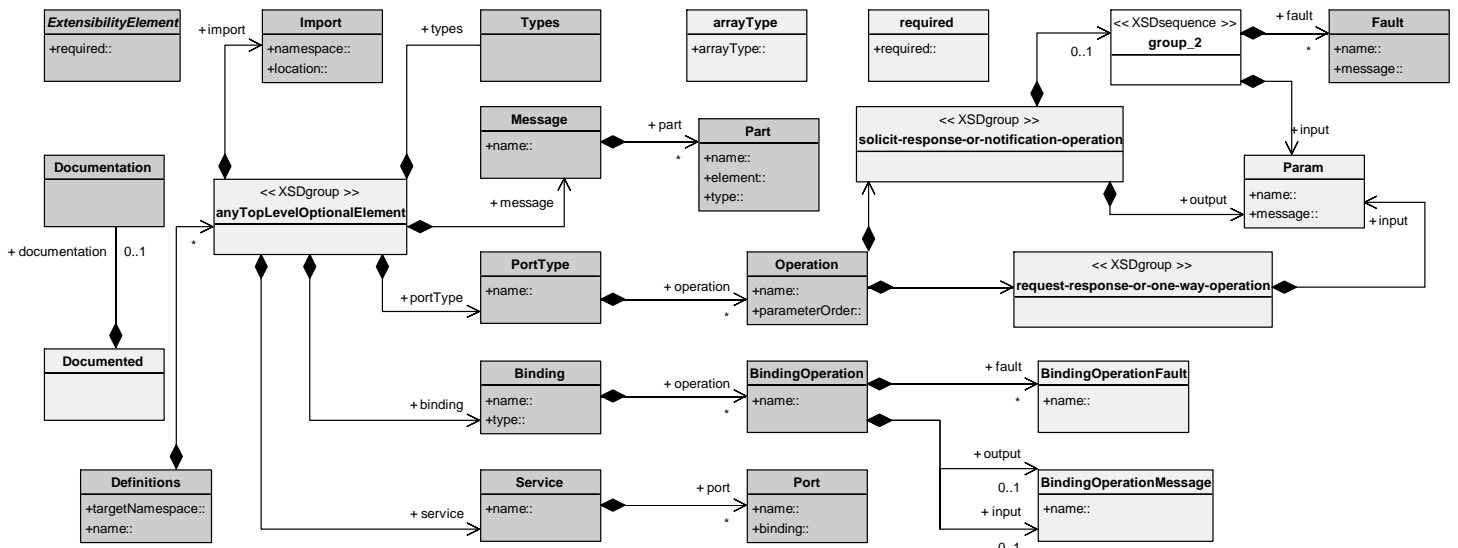 ExtensibilityElement
+required::
+import
Import
+namespace::
+location::
+ types
Types
arrayType
+arrayType::
required
+required::
<< XSDsequence >>
group_2
0..1
+ fault
*
Fault
+name::
+message::
Message
+name::
+ part
*
Part
+name::
+element::
+type::
<< XSDgroup >>
solicit-response-or-notification-operation
+input
Param
+name::
+message::
+ output
+ input
Documentation
+ documentation
0..1
<< XSDgroup >>
anyTopLevelOptionalElement
*
+ message
PortType
+name::
+portType
+ operation
*
Operation
+name::
+parameterOrder::
<< XSDgroup >>
request-response-or-one-way-operation
Documented
Binding
+name::
+type::
+ binding
+ operation
*
BindingOperation
+name::
+ fault
*
BindingOperationFault
+name::
Definitions
+targetNamespace::
+name::
Service
+name::
+ service
+ port
*
Port
+name::
+binding::
+ output
0..1
+ input
0..1
BindingOperationMessage
+name::